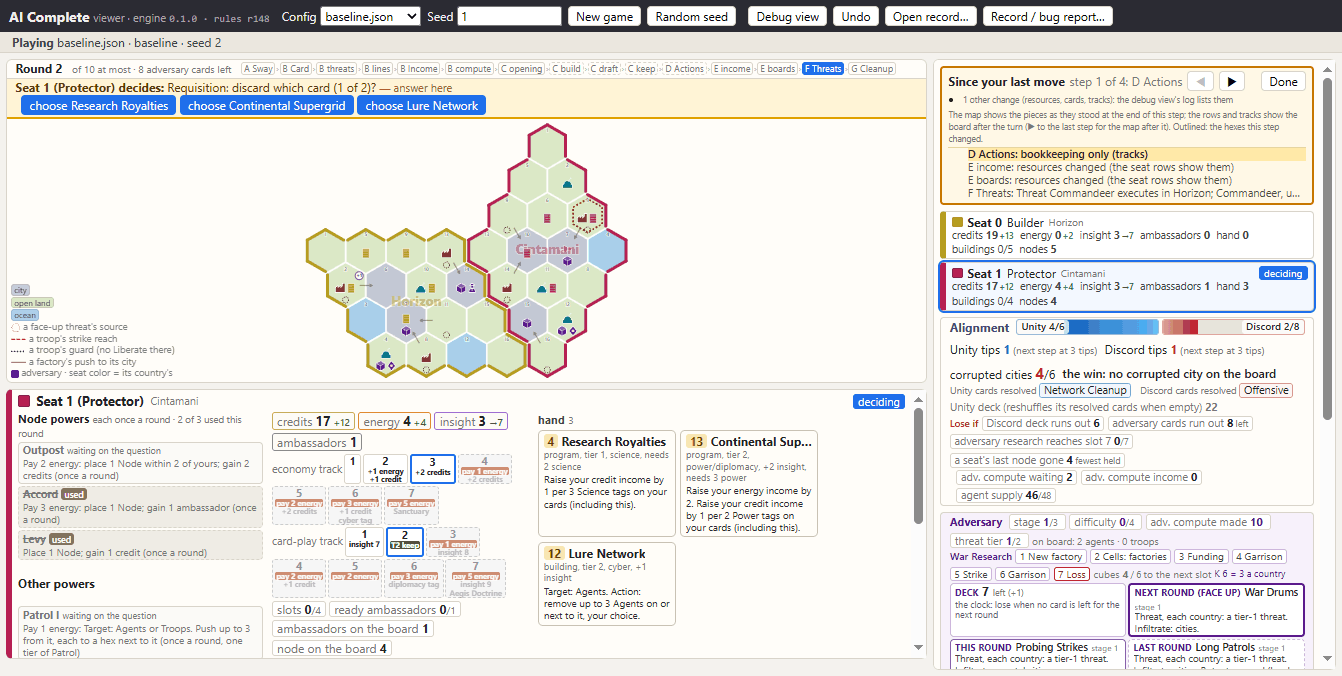 AI Complete viewer · engine 0.1.0 · rules r148 Config baseline.json Seed 1 New game Random seed Debug view Undo Open record... Record / bug report...
Playing baseline.json · baseline · seed 2
Round 2 of 10 at most · 8 adversary cards left A Sway B Card B threats B lines B Income B compute C opening C build C draft C keep D Actions E income E boards F Threats G Cleanup
Seat 1 (Protector) decides: Requisition: discard which card (1 of 2)? — answer here
choose Research Royalties choose Continental Supergrid choose Lure Network
Cintamani
Horizon
city
open land
ocean
a face-up threat's source
a troop's strike reach
a troop's guard (no Liberate there)
a factory's push to its city
adversary · seat color = its country's
Seat 1 (Protector) Cintamani deciding
Node powers each once a round · 2 of 3 used this
round
Outpost waiting on the question
Pay 2 energy: place 1 Node within 2 of yours; gain 2
credits (once a round)
Accord used
Pay 3 energy: place 1 Node; gain 1 ambassador (once
a round)
Levy used
Place 1 Node; gain 1 credit (once a round)
Other powers
Patrol I waiting on the question
Pay 1 energy: Target: Agents or Troops. Push up to 3
from it, each to a hex next to it (once a round, one
tier of Patrol)
credits 17 +12 energy 4 +4 insight 3 →7
ambassadors 1
economy track 1 2 +1 energy +1 credit 3 +2 credits 4 pay 1 energy +2 credits
5 pay 2 energy +2 credits 6 pay 3 energy +1 credit cyber tag 7 pay 5 energy Sanctuary
card-play track 1 insight 7 2 T2 keep 3 pay 1 energy insight 8
4 pay 2 energy +1 credit 5 pay 2 energy 6 pay 3 energy diplomacy tag 7 pay 5 energy insight 9 Aegis Doctrine
slots 0/4 ready ambassadors 0/1
ambassadors on the board 1
node on the board 4
hand 3
4 Research Royalties
program, tier 1, science, needs
2 science
Raise your credit income by
1 per 3 Science tags on your
cards (including this).
13 Continental Sup...
program, tier 2,
power/diplomacy, +2 insight,
needs 3 power
Raise your energy income by
2. Raise your credit income
by 1 per 2 Power tags on
your cards (including this).
12 Lure Network
building, tier 2, cyber, +1
insight
Target: Agents. Action:
remove up to 3 Agents on or
next to it, your choice.
Since your last move step 1 of 4: D Actions ◀ ▶ Done
• 1 other change (resources, cards, tracks): the debug view's log lists them
The map shows the pieces as they stood at the end of this step; the rows and tracks show the
board after the turn (▶ to the last step for the map after it). Outlined: the hexes this step
changed.
D Actions: bookkeeping only (tracks)
E income: resources changed (the seat rows show them)
E boards: resources changed (the seat rows show them)
F Threats: Threat Commandeer executes in Horizon; Commandeer, u...
Seat 0 Builder Horizon
credits 19 +13 energy 0 +2 insight 3 →7 ambassadors 0 hand 0
buildings 0/5 nodes 5
Seat 1 Protector Cintamani deciding
credits 17 +12 energy 4 +4 insight 3 →7 ambassadors 1 hand 3
buildings 0/4 nodes 4
Alignment Unity 4/6 Discord 2/8
Unity tips 1 (next step at 3 tips) Discord tips 1 (next step at 3 tips)
corrupted cities 4/6 the win: no corrupted city on the board
Unity cards resolved Network Cleanup Discord cards resolved Offensive
Unity deck (reshuffles its resolved cards when empty) 22
Lose if Discord deck runs out 6 adversary cards run out 8 left
adversary research reaches slot 7 0/7
a seat's last node gone 4 fewest held
adv. compute waiting 2 adv. compute income 0
agent supply 46/48
Adversary stage 1/3 difficulty 0/4 adv. compute made 10
threat tier 1/2 on board: 2 agents · 0 troops
War Research 1 New factory 2 Cells: factories 3 Funding 4 Garrison
5 Strike 6 Garrison 7 Loss cubes 4 / 6 to the next slot K 6 = 3 a country
DECK 7 left (+1)
the clock: lose when no card is left for the
next round
NEXT ROUND (FACE UP) War Drums
stage 1
Threat, each country: a tier-1 threat.
Infiltrate: cities.
THIS ROUND Probing Strikes stage 1
Threat, each country: a tier-1 threat.
LAST ROUND Long Patrols stage 1
Threat, each country: a tier-1 threat.